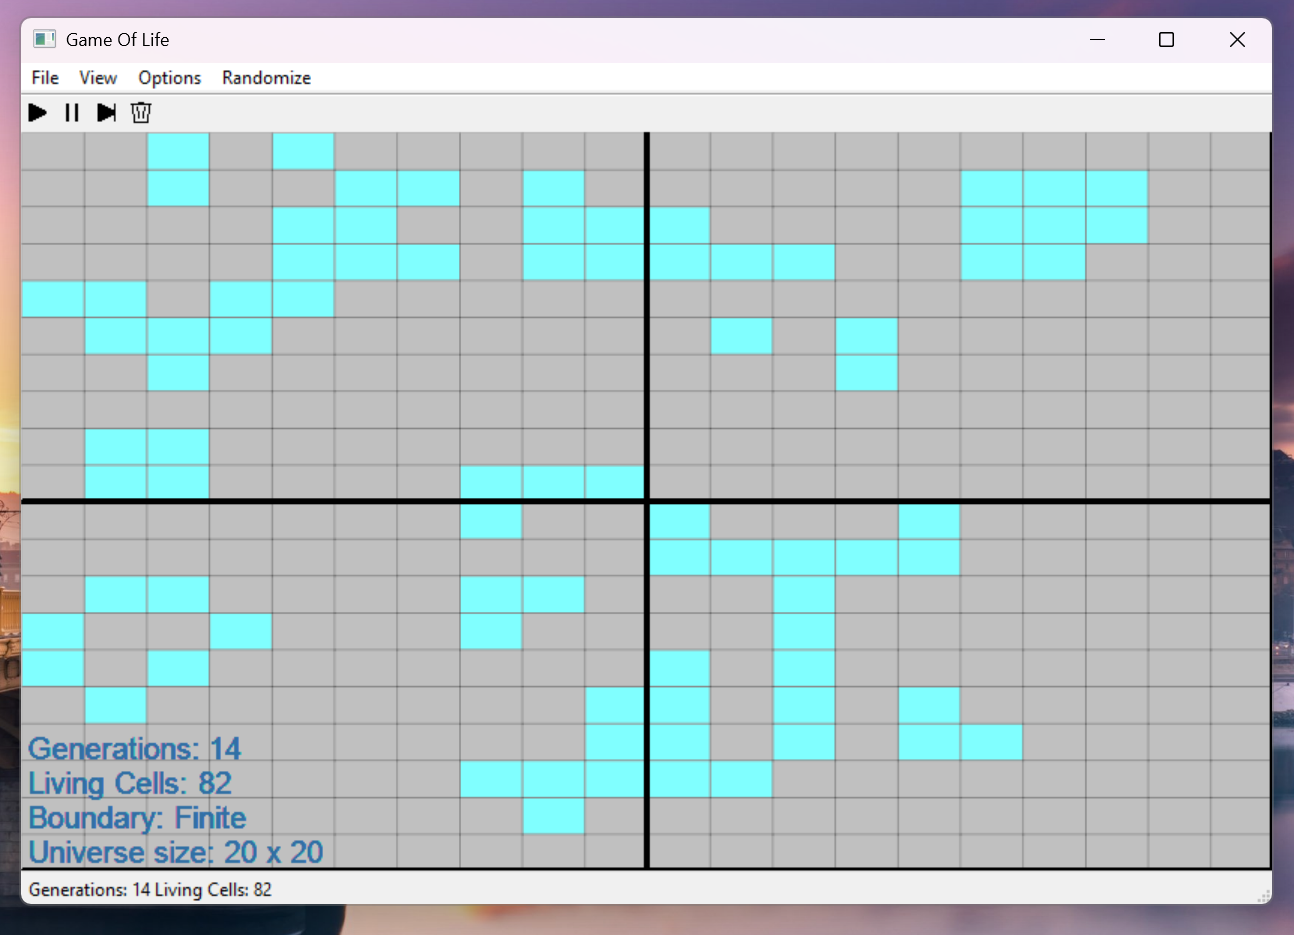 Game Of Life
File View Options Randomize
Generations: 14
Living Cells: 82
Boundary: Finite
Universe size: 20 x 20
Generations: 14 Living Cells: 82